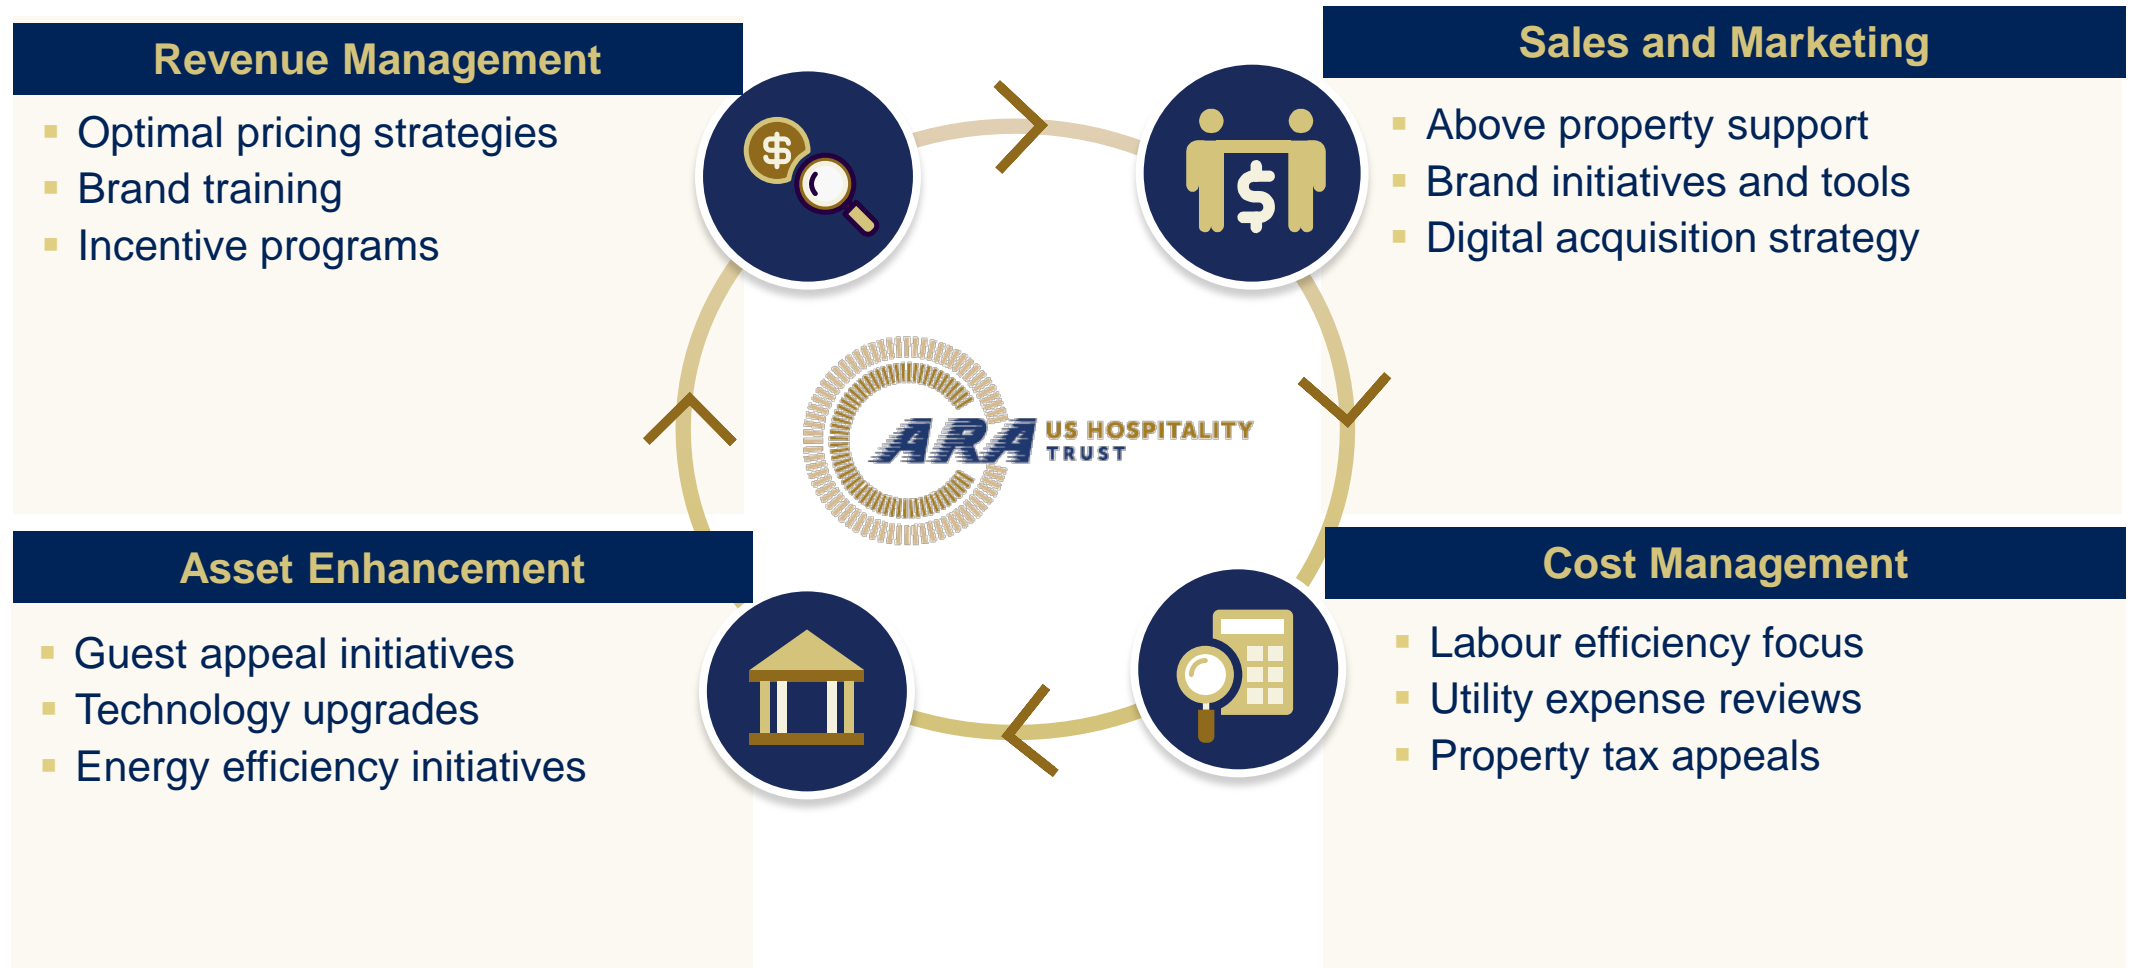 Revenue Management
Optimal pricing strategies
Brand training
Incentive programs
Sales and Marketing
Above property support
Brand initiatives and tools
Digital acquisition strategy
$
$
ARA US HOSPITALITY
TRUST
Asset Enhancement
Guest appeal initiatives
Technology upgrades
Energy efficiency initiatives
Cost Management
Labour efficiency focus
Utility expense reviews
Property tax appeals